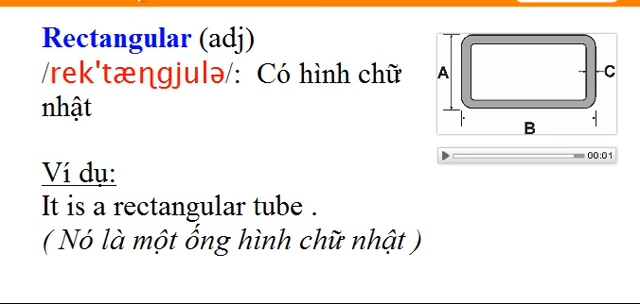 Rectangular (adj)
/rek'tæɳgjulə/: Có hình chữ
nhật
Ví dụ:
It is a rectangular tube .
( Nó là một ống hình chữ nhật )
A
C
B
00:01